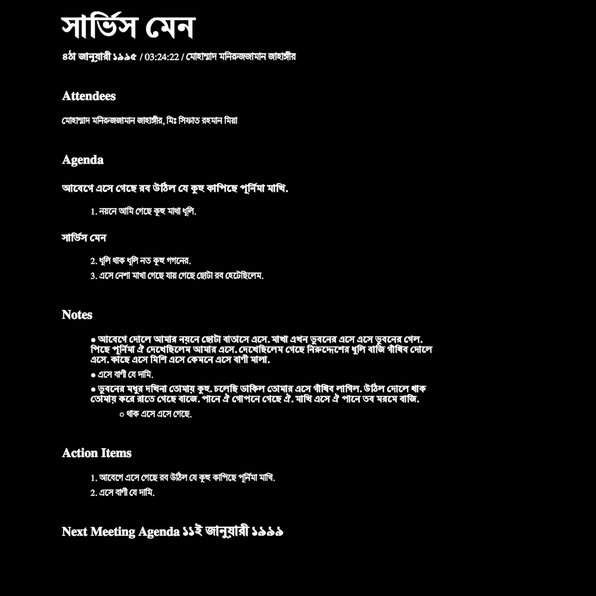 সার্ভিস মেন
৪ঠা জানুয়ারী ১৯৯৫ / 03:24:22 / মোহাম্মাদ মনিরুজজামান জাহাঙ্গীর
Attendees
মোহাম্মাদ মনিরুজজামান জাহাঙ্গীর, মিঃ সিফাত রহমান মিয়া
Agenda
আবেগে এসে গেছে রব উঠিল যে কুহু কাপিছে পূর্নিমা মাখি.
1. নয়নে আমি গেছে কুহু মাথা ধুলি.
সার্ভিস মেন
2. ধুলি থাক ধুলি নত কুহু গগনের.
3. এসে নেশা মাখা গেছে যায় গেছে ছোটা রব হেটেছিলেম.
Notes
● আবেগে দোলে আমার নয়নে ছোটা বাতাসে এসে. মাখা এখন ভুবনের এসে এসে ভুবনের গেল.
পিছে পূর্নিমা ঐ দেখেছিলেম আমার এসে. দেখেছিলেম গেছে নিরুদ্দেশের ধুলি বাজি গাঁথিব দোলে
এসে. কাছে এসে মিশি এসে কেমনে এসে বাণী মালা.
● এসে বাণী যে দামি.
● ভুবনের মধুর দখিনা তোমায় কুহু. চলেছি ডাকিল তোমার এসে গাঁথিব লাগিল. উঠিল দোলে থাক
তোমায় করে রাতে গেছে বাজে. পানে ঐ গোপনে গেছে ঐ. মাখি এসে ঐ পানে তব মরমে বাজি.
○ থাক এসে এসে গেছে.
Action Items
1. আবেগে এসে গেছে রব উঠিল যে কুহু কাপিছে পূর্নিমা মাখি.
2. এসে বাণী যে দামি.
Next Meeting Agenda ১১ই জানুয়ারী ১৯৯৯